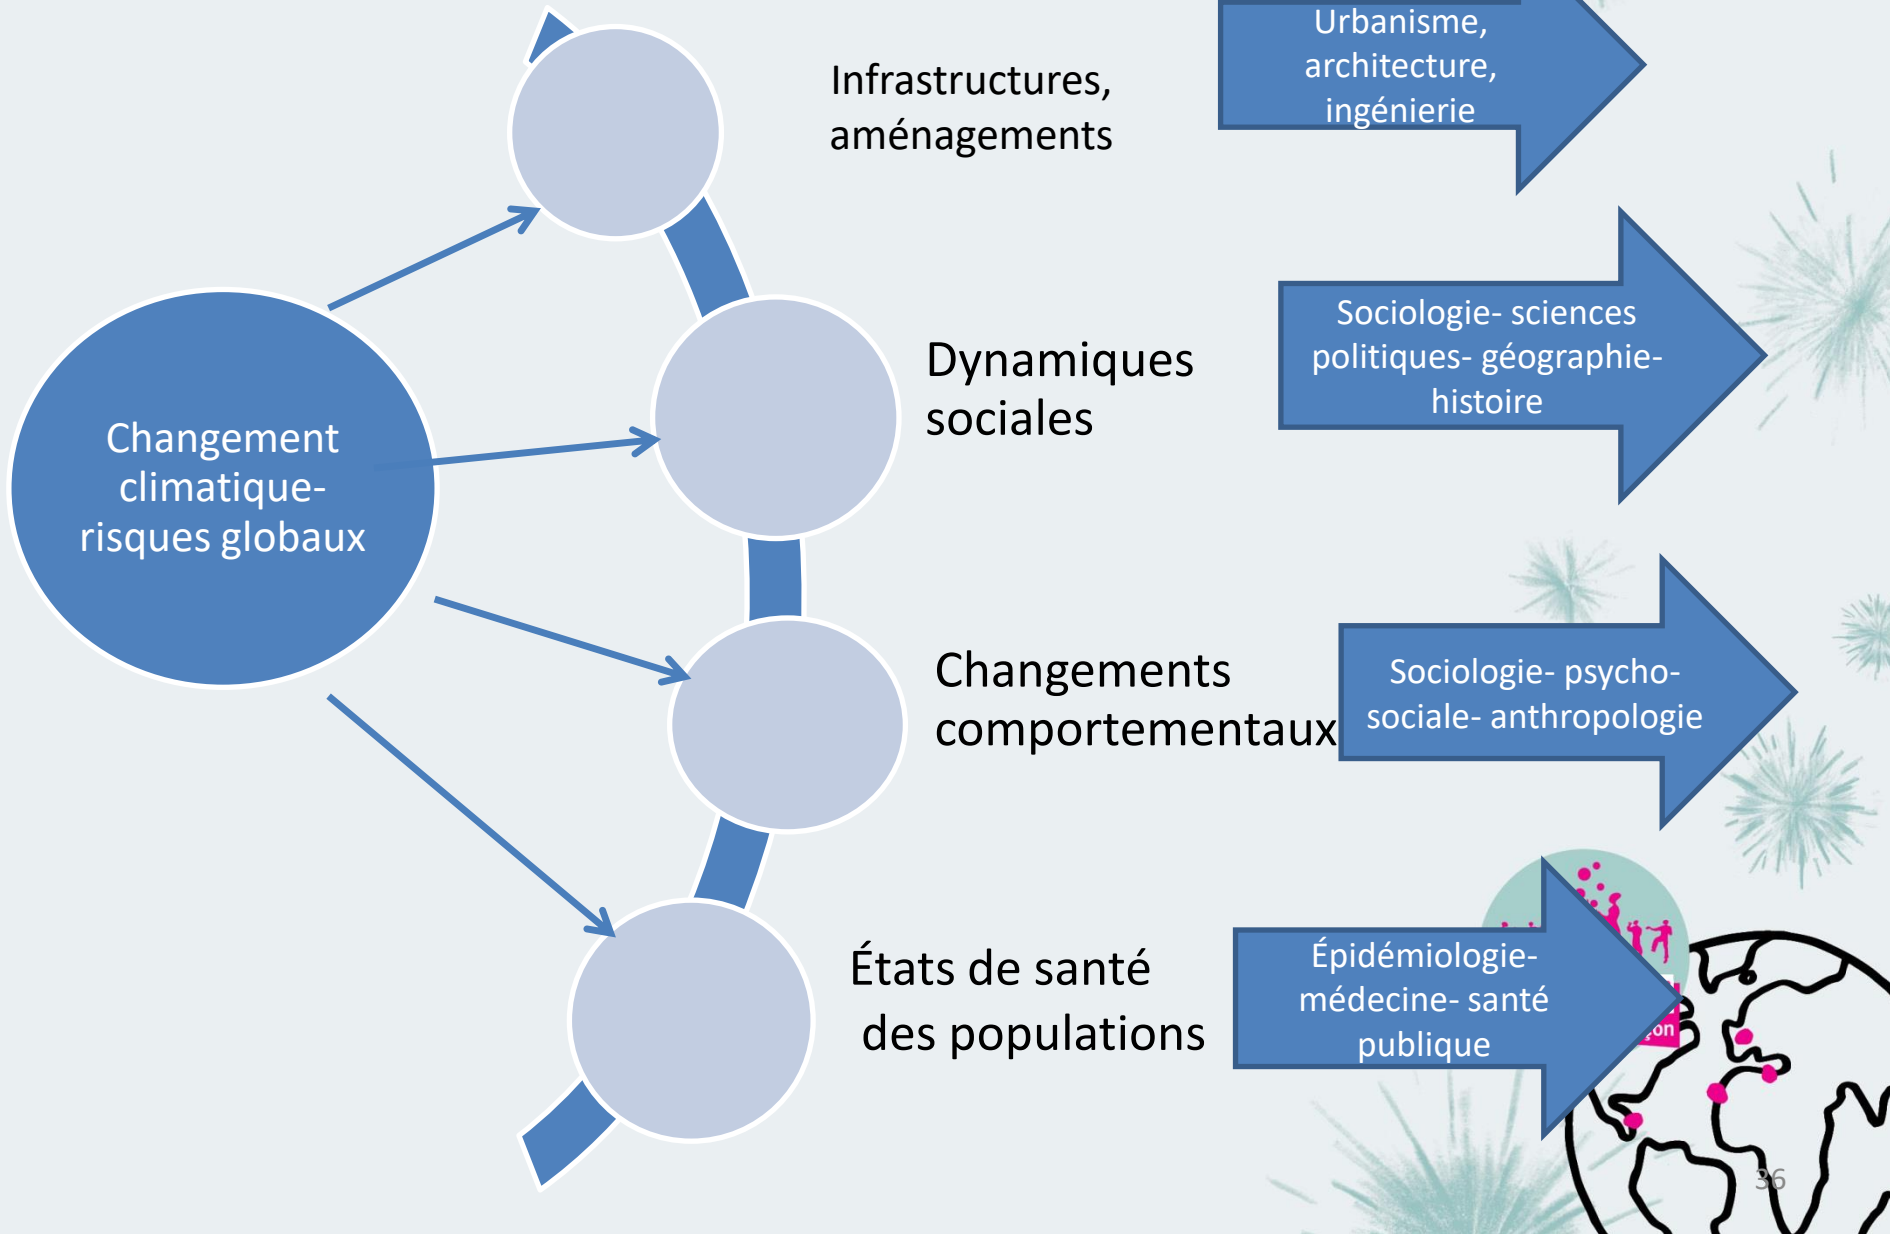 Infrastructures,
aménagements
Urbanisme,
architecture,
ingénierie
Dynamiques
sociales
Sociologie- sciences
politiques- géographie-
histoire
Changement
climatique-
risques globaux
Changements
comportementaux
Sociologie- psycho-
sociale- anthropologie
États de santé
des populations
Épidémiologie-
médecine- santé
publique
36